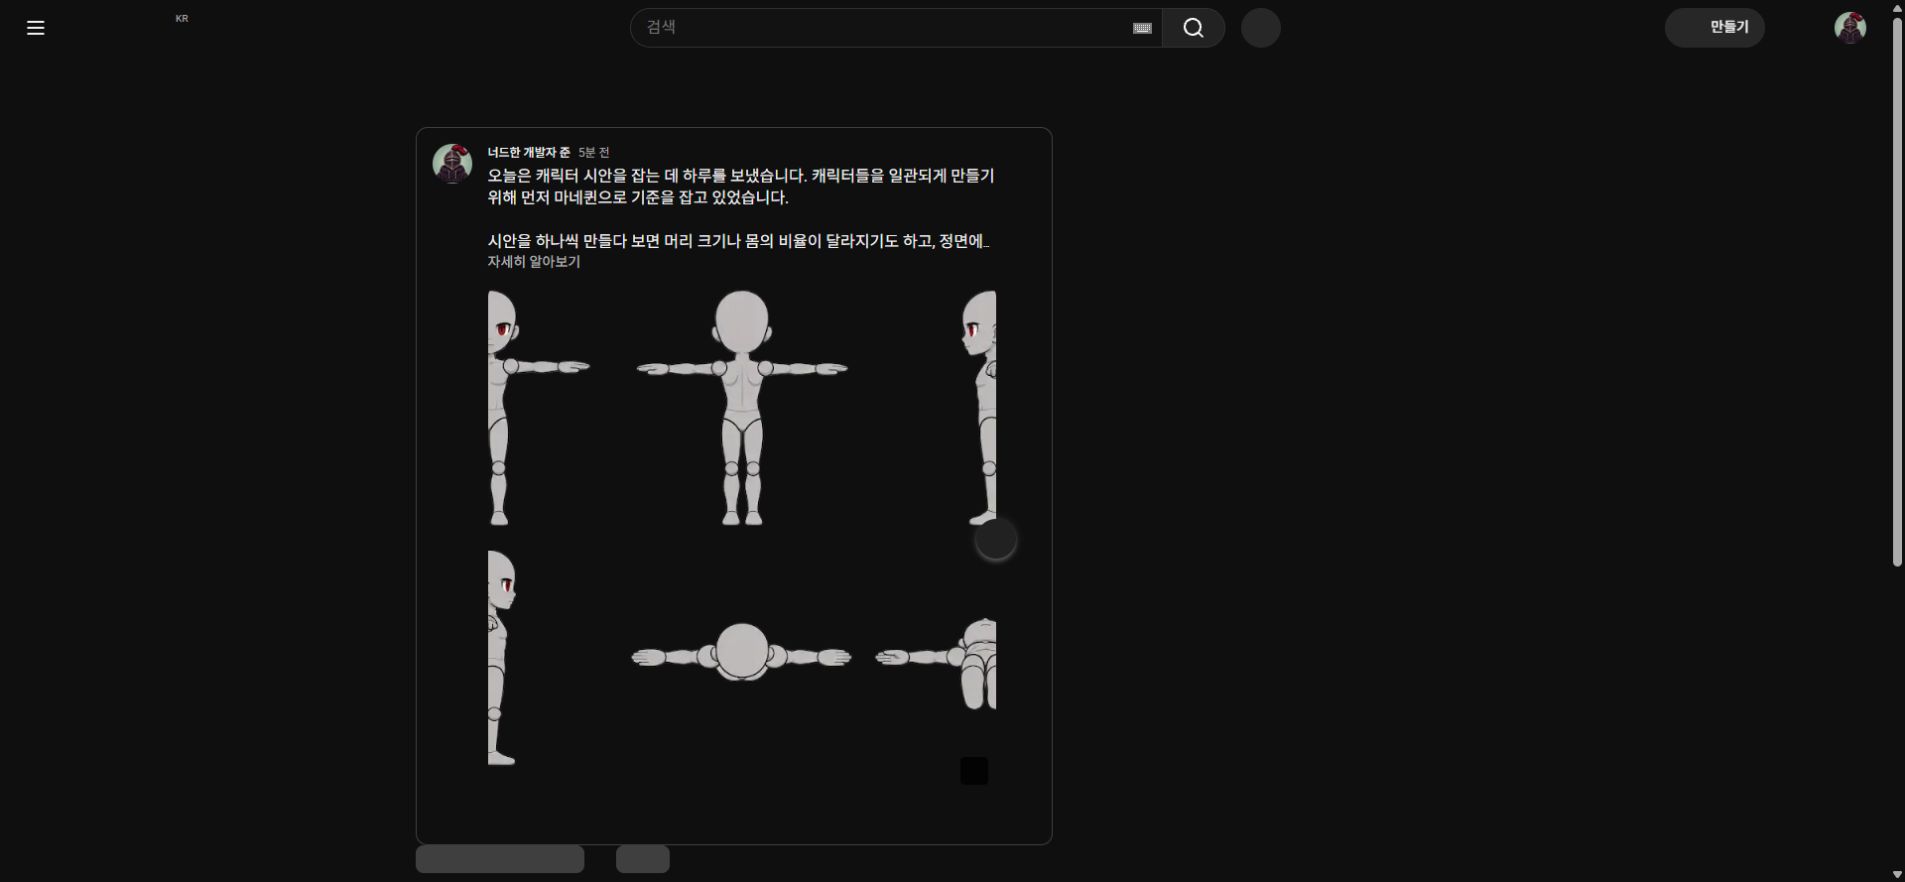 KR
검색
만들기
너드한 개발자 준 5분 전
오늘은 캐릭터 시안을 잡는 데 하루를 보냈습니다. 캐릭터들을 일관되게 만들기
위해 먼저 마네퀸으로 기준을 잡고 있었습니다.
시안을 하나씩 만들다 보면 머리 크기나 몸의 비율이 달라지기도 하고, 정면에...
자세히 알아보기